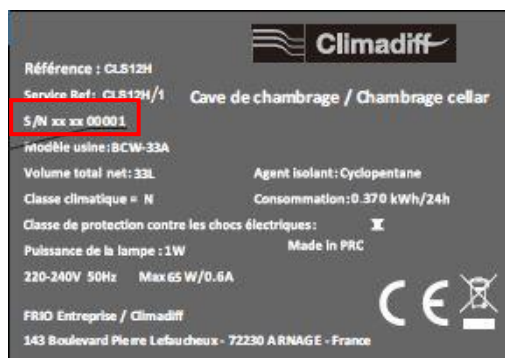 Climadiff
Référence : CLS12H
Service Ref: CLS12H/1
Cave de chambrage / Chambrage cellar
S/N xx xx 00001
Modèle usine:BCW-33A
Volume total net:33L
Agent isolant:Cyclopentane
Classe climatique = N
Consommation:0.370 kWh/24h
Classe de protection contre les chocs électriques:
Puissance de la lampe :1W
Made in PRC
220-240V 50Hz Max 65 W/0.6A
CE
FRIO Entreprise / Climadiff
143 Boulevard Pierre Lefaucheux - 72230 ARNAGE - France